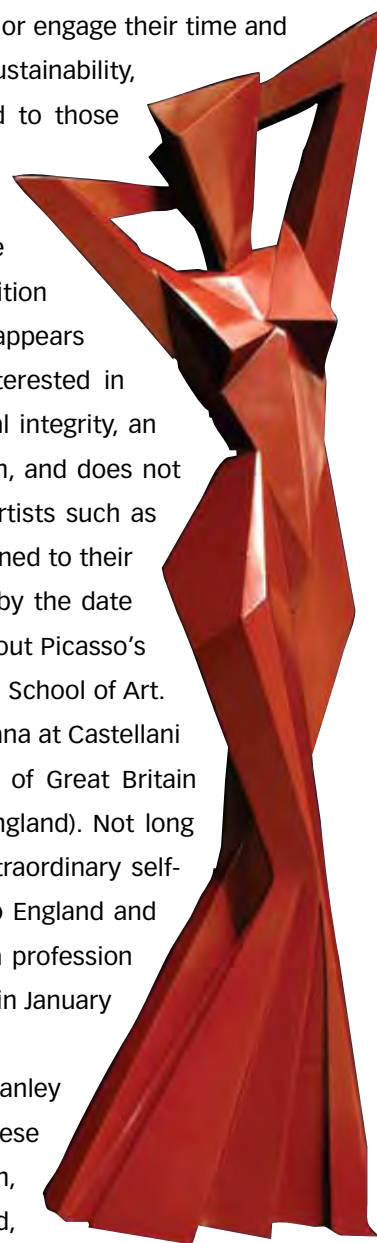 or engage their time and
ustainability,
d to those
e
ition
appears
terested in
al integrity, an
n, and does not
rtists such as
ned to their
by the date
out Picasso's
School of Art.
ana at Castellani
of Great Britain
ngland). Not long
traordinary self-
o England and
a profession
in January
anley
ese
n,
d,